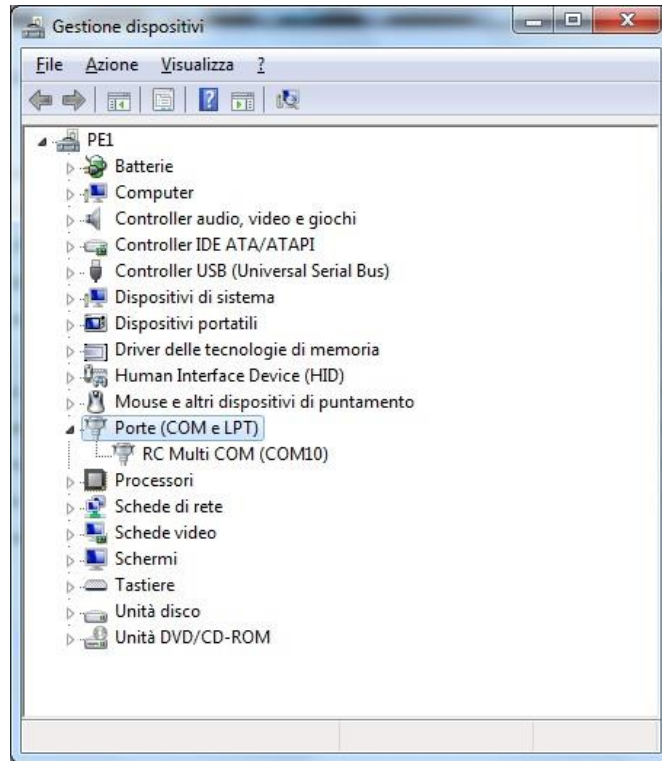 Gestione dispositivi
File Azione Visualizza ?
PE1
Batterie
Computer
Controller audio, video e giochi
Controller IDE ATA/ATAPI
Controller USB (Universal Serial Bus)
Dispositivi di sistema
Dispositivi portatili
Driver delle tecnologie di memoria
Human Interface Device (HID)
Mouse e altri dispositivi di puntamento
Porte (COM e LPT)
RC Multi COM (COM10)
Processori
Schede di rete
Schede video
Schermi
Tastiere
Unità disco
Unità DVD/CD-ROM